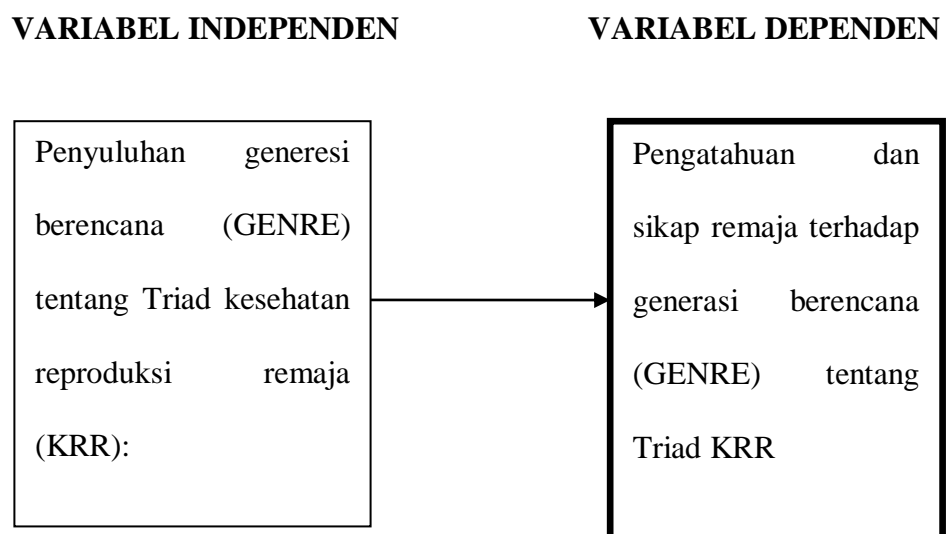 VARIABEL INDEPENDEN
VARIABEL DEPENDEN
Penyuluhan generesi
berencana (GENRE)
tentang Triad kesehatan
reproduksi remaja
(KRR):
Pengatahuan dan
sikap remaja terhadap
generasi berencana
(GENRE) tentang
Triad KRR